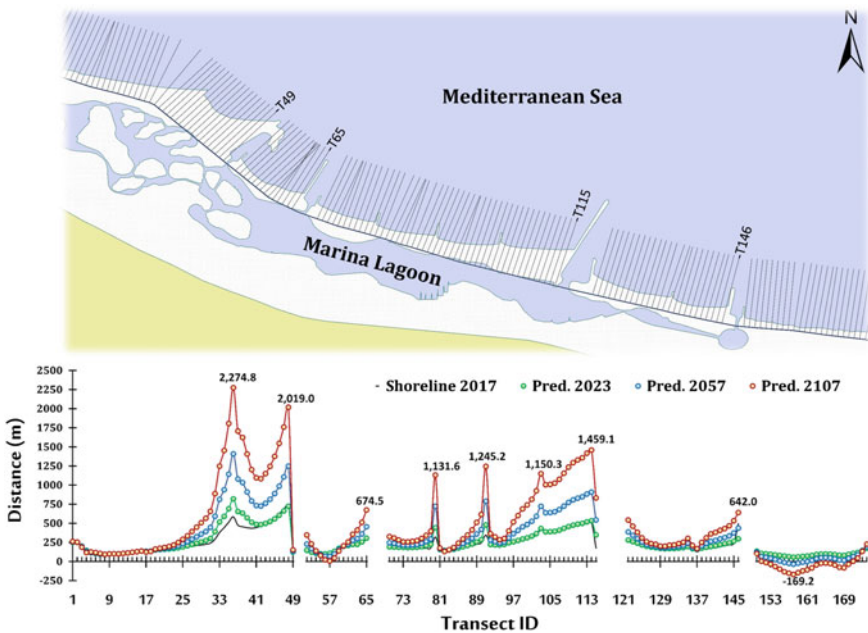 N
Mediterranean Sea
-T49
-T65
-T115
-T146
Marina Lagoon
2500
2250
2000
1750
1500
1250
1000
750
500
250
0
-250
Distance (m)
- Shoreline 2017 Pred. 2023 Pred. 2057 Pred. 2107
2,274.8
2,019.0
674.5
1,131.6
1,245.2
1,150.3
1,459.1
642.0
-169.2
1 9 17 25 33 41 49 57 65 73 81 89 97 105 113 121 129 137 145 153 161 169
Transect ID